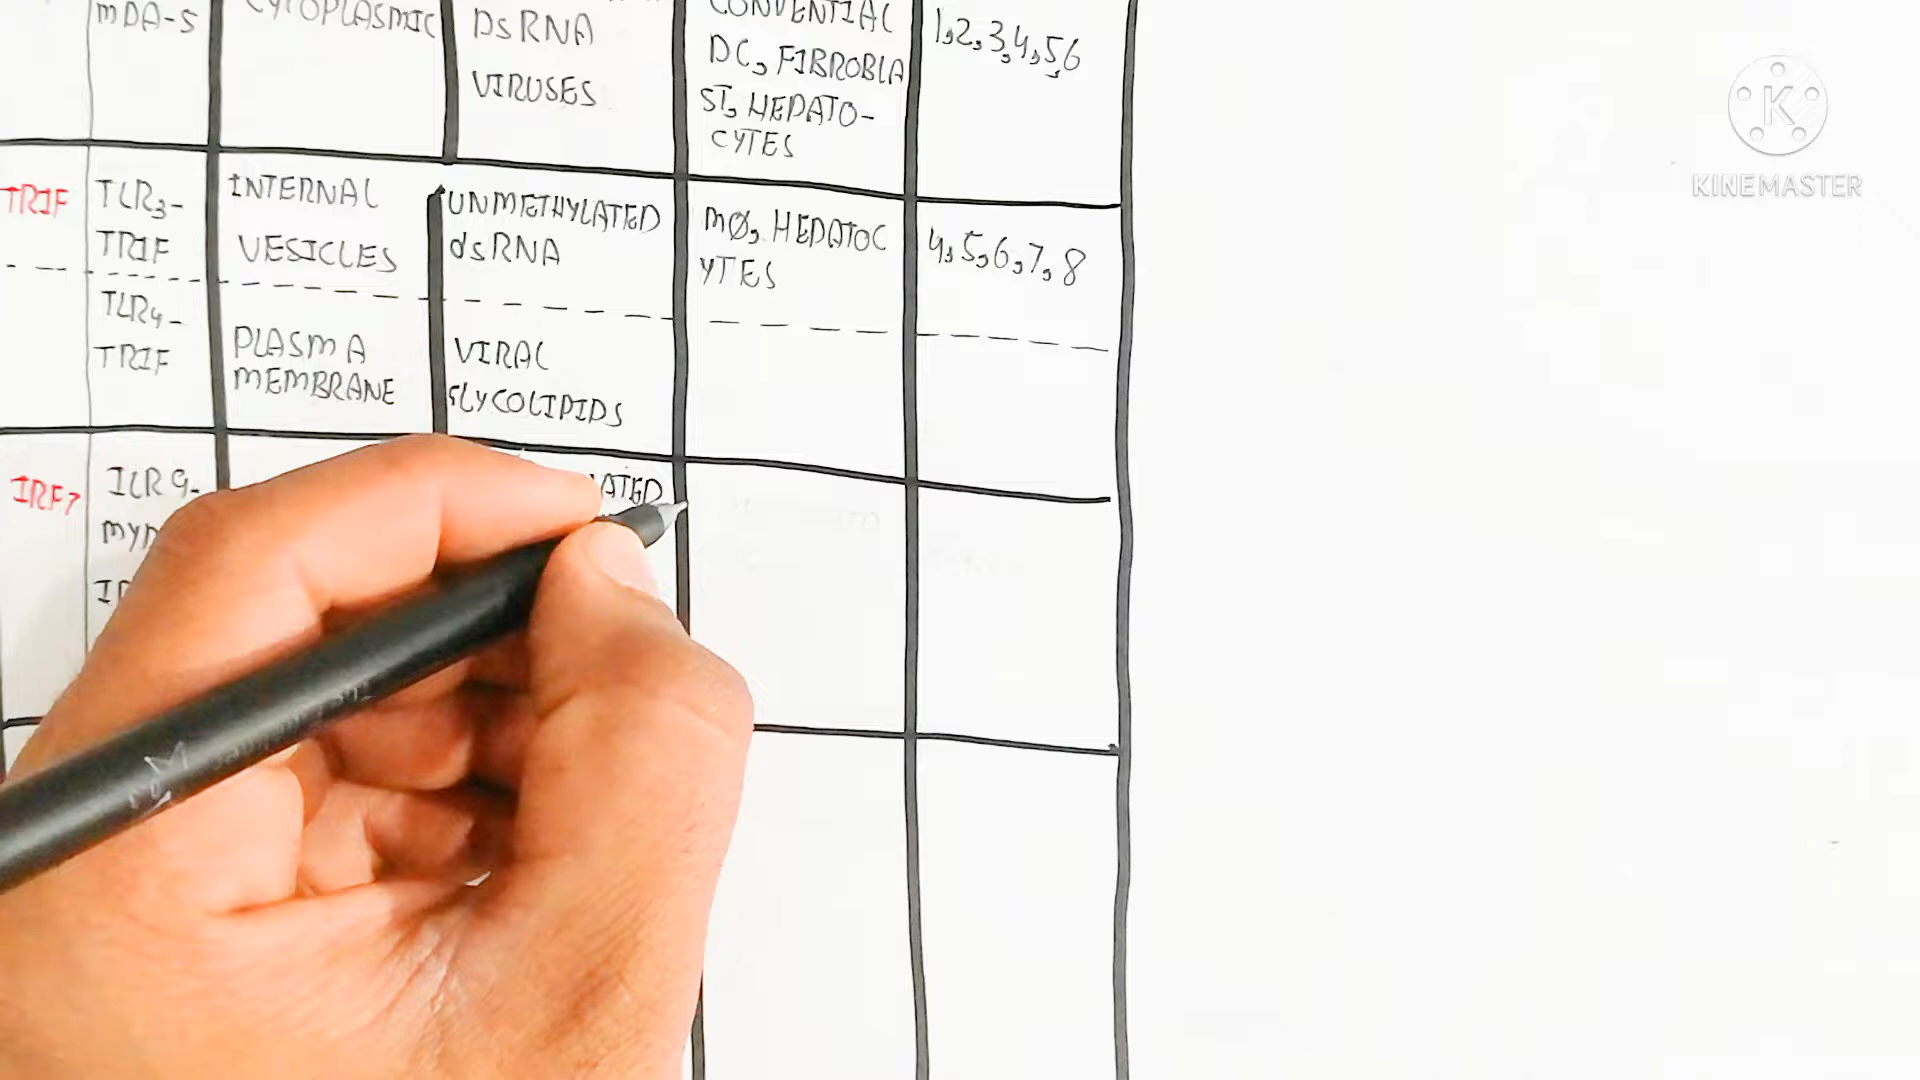 MDA-5
CYTOPLASMIC
DSRNA
VIRUSES
CONVENTIAL
DC, FIBROBLA
ST, HEPATO-
CYTES
1,2,3,4,5,6
TRIF
TLR3-
TRIF
INTERNAL
VESICLES
UNMETHYLATED
dsRNA
MØ, HEPATOC
YTES
4,5,6,7,8
TLR4-
TRIF
PLASMA
MEMBRANE
VIRAL
GLYCOLIPIDS
IRF7
ILR9-
K
KINEMASTER